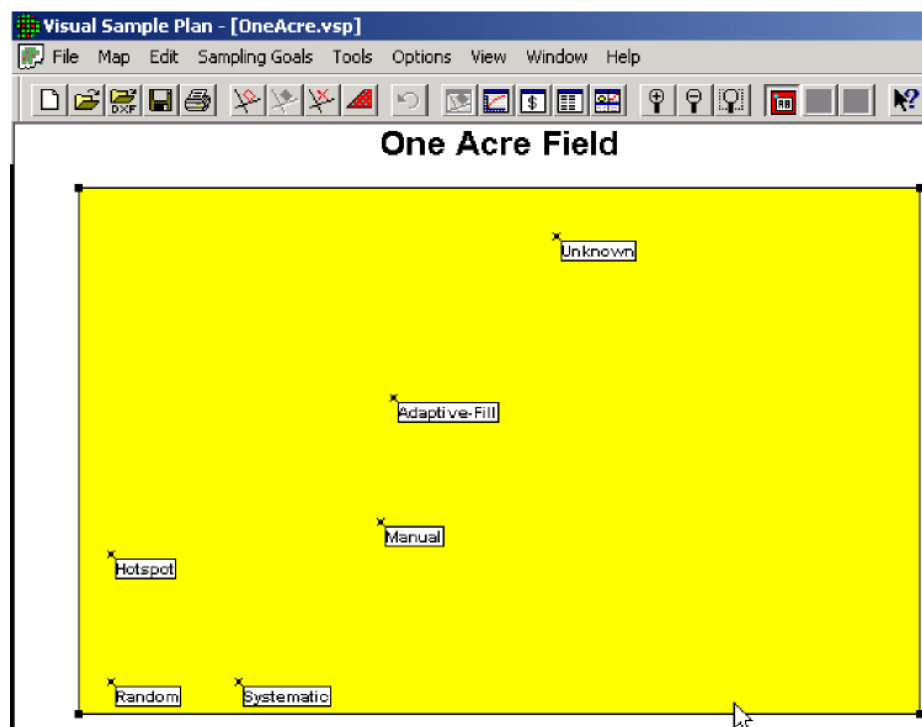 Visual Sample Plan - [OneAcre.vsp]
File Map Edit Sampling Goals Tools Options View Window Help
DXF $ AB ?
One Acre Field
Unknown
Adaptive-Fill
Manual
Hotspot
Random Systematic